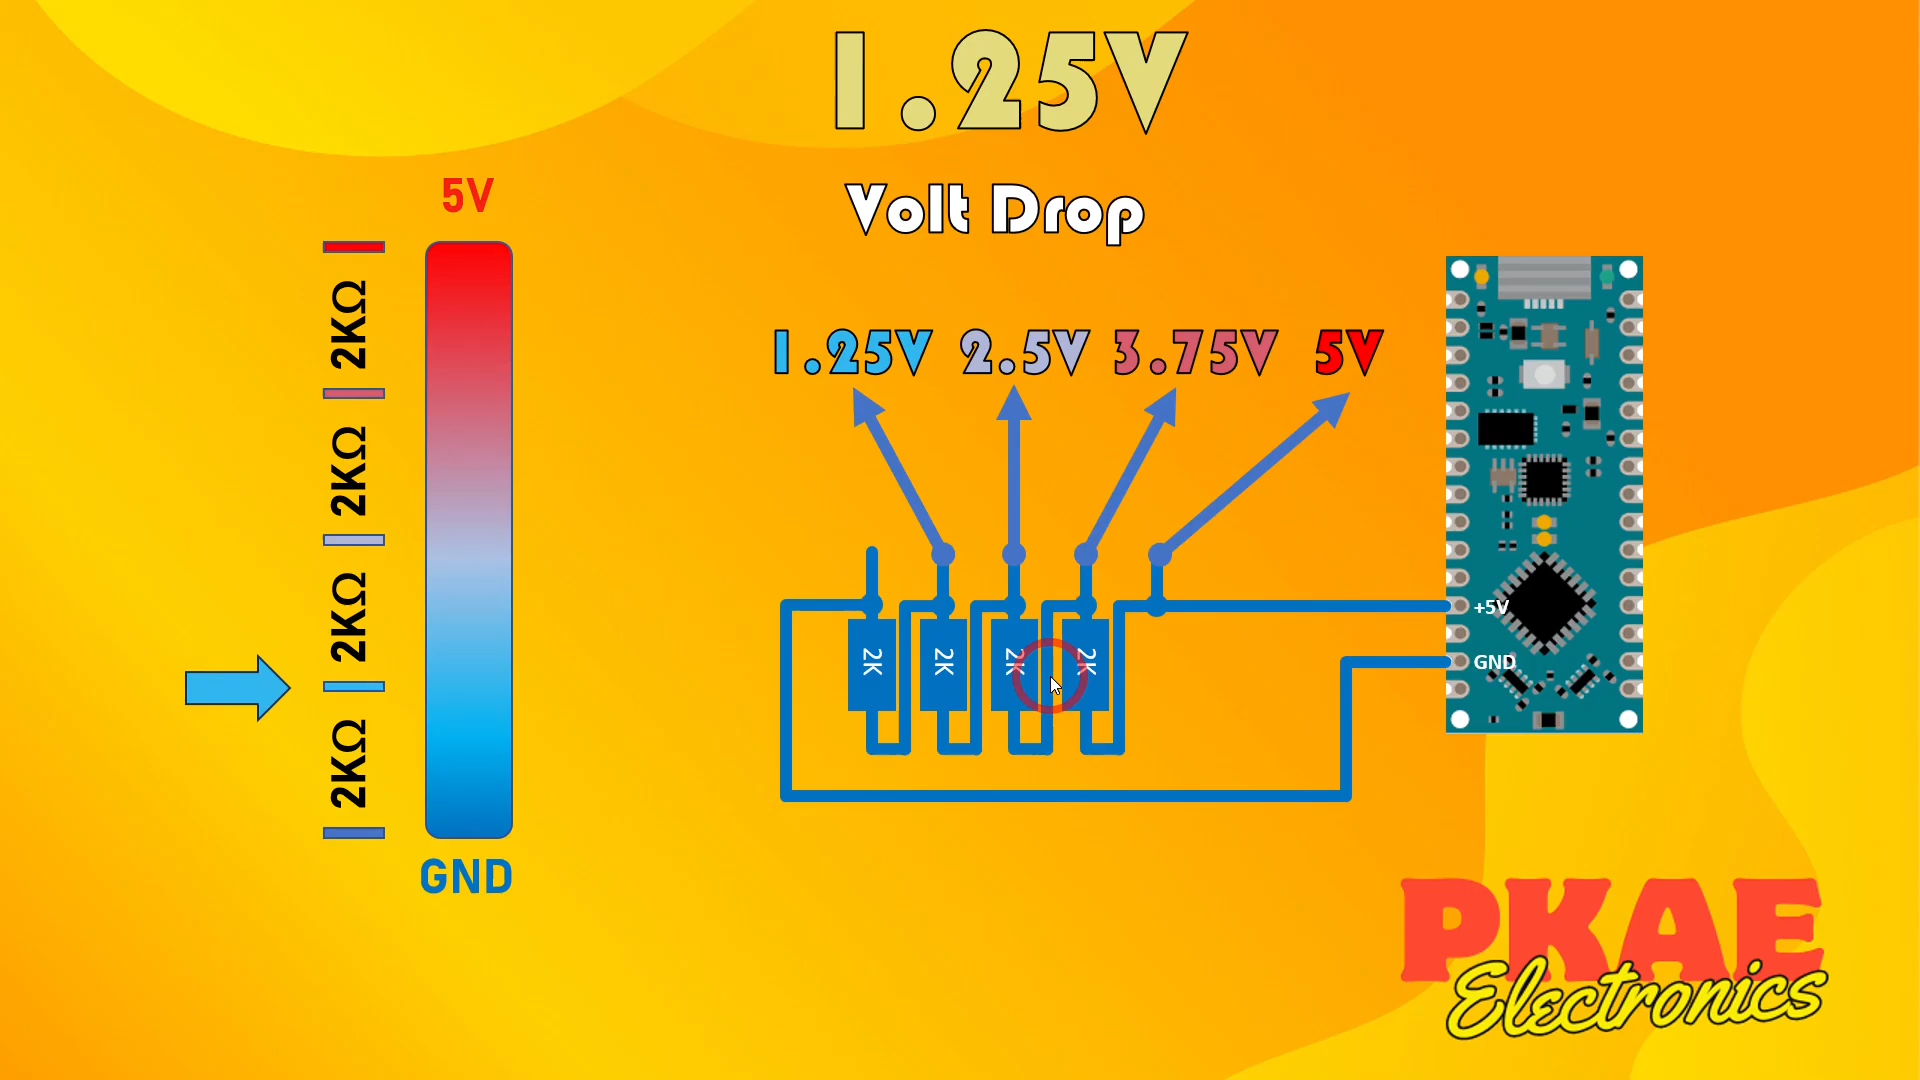 1.25V
Volt Drop
5V
2KΩ
2KΩ
2KΩ
2KΩ
GND
1.25V 2.5V 3.75V 5V
2K 2K 2K 2K
+5V
GND
PKAE
Electronics